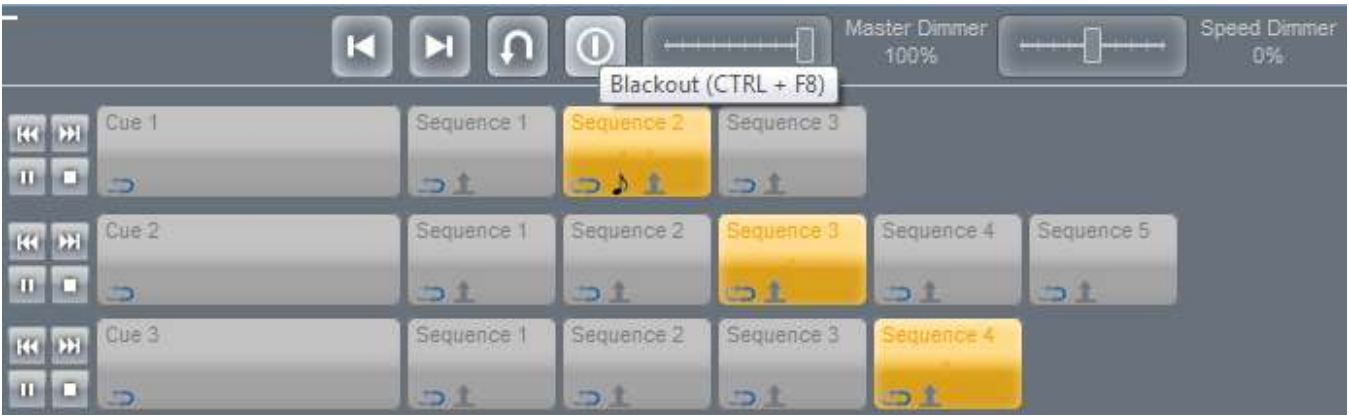 Master Dimmer
100%
Speed Dimmer
0%
Blackout (CTRL + F8)
Cue 1 Sequence 1 Sequence 2 Sequence 3
Cue 2 Sequence 1 Sequence 2 Sequence 3 Sequence 4 Sequence 5
Cue 3 Sequence 1 Sequence 2 Sequence 3 Sequence 4